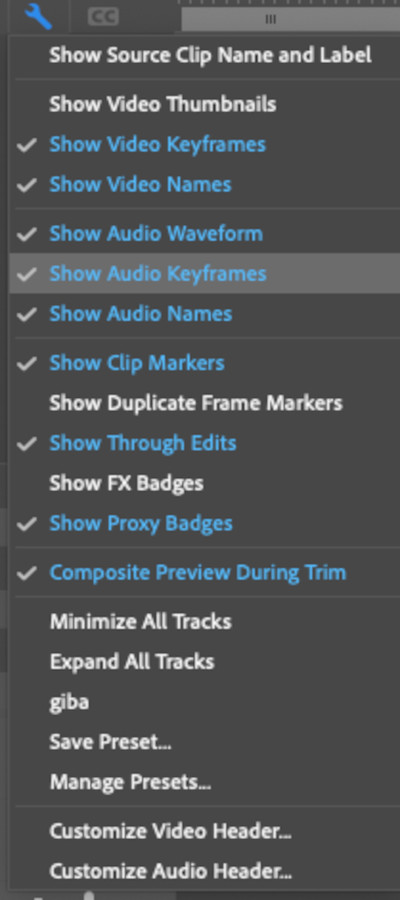 CC
Show Source Clip Name and Label
Show Video Thumbnails
Show Video Keyframes
Show Video Names
Show Audio Waveform
Show Audio Keyframes
Show Audio Names
Show Clip Markers
Show Duplicate Frame Markers
Show Through Edits
Show FX Badges
Show Proxy Badges
Composite Preview During Trim
Minimize All Tracks
Expand All Tracks
giba
Save Preset...
Manage Presets...
Customize Video Header...
Customize Audio Header...